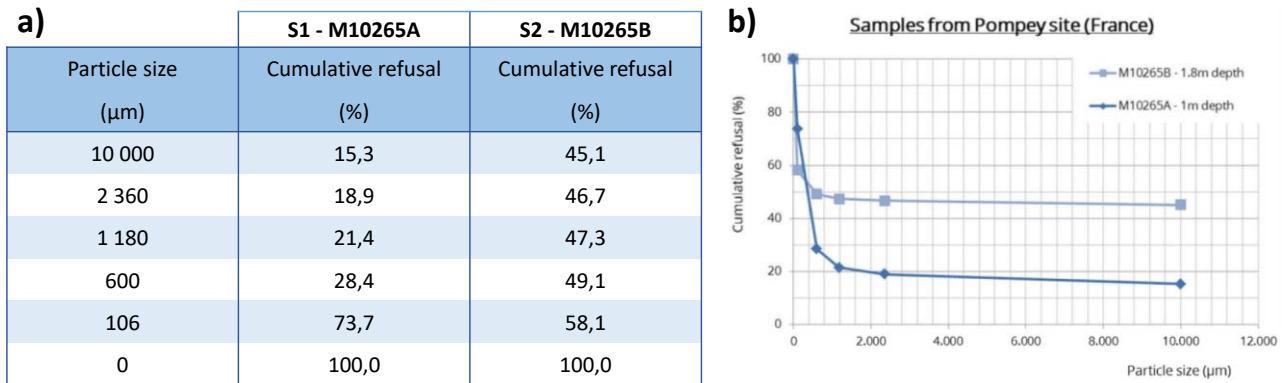 a)
S1 - M10265A S2 - M10265B
Particle size Cumulative refusal Cumulative refusal
(µm) (%) (%)
10 000 15,3 45,1
2 360 18,9 46,7
1 180 21,4 47,3
600 28,4 49,1
106 73,7 58,1
0 100,0 100,0
b)
Samples from Pompey site (France)
M10265B - 1.8m depth
M10265A - 1m depth
Cumulative refusal (%)
100
80
60
40
20
0
0 2.000 4.000 6.000 8.000 10.000 12.000
Particle size (µm)